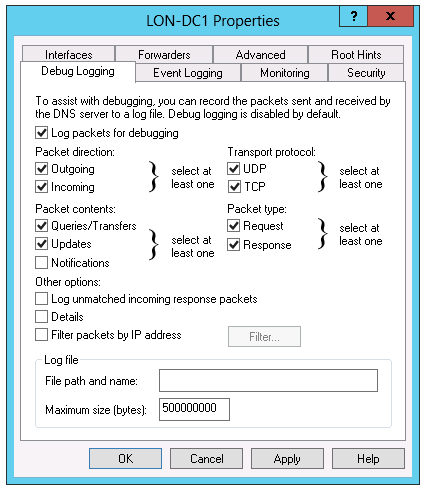 LON-DC1 Properties
? x
Interfaces Forwarders Advanced Root Hints
Debug Logging Event Logging Monitoring Security
To assist with debugging, you can record the packets sent and received by
the DNS server to a log file. Debug logging is disabled by default.
Log packets for debugging
Packet direction:
Outgoing
Incoming
select at
least one
Transport protocol:
UDP
TCP
select at
least one
Packet contents:
Queries/Transfers
Updates
Notifications
select at
least one
Packet type:
Request
Response
select at
least one
Other options:
Log unmatched incoming response packets
Details
Filter packets by IP address
Filter...
Log file
File path and name:
Maximum size (bytes): 500000000
OK Cancel Apply Help